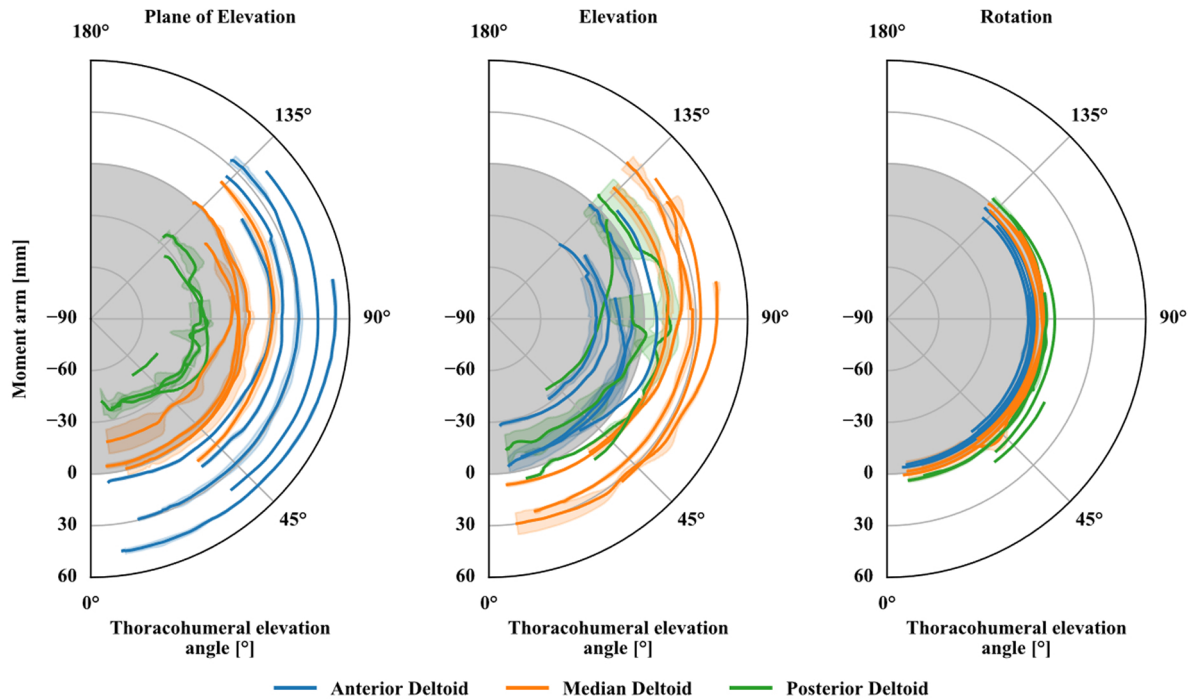 Plane of Elevation
Elevation
Rotation
180°
180°
180°
135°
135°
135°
Moment arm [mm]
−90
90°
−90
90°
−90
90°
−60
−60
−60
−30
−30
−30
0
0
0
45°
45°
45°
30
30
30
60
60
60
0°
0°
0°
Thoracohumeral elevation
angle [°]
Thoracohumeral elevation
angle [°]
Thoracohumeral elevation
angle [°]
Anterior Deltoid
Median Deltoid
Posterior Deltoid